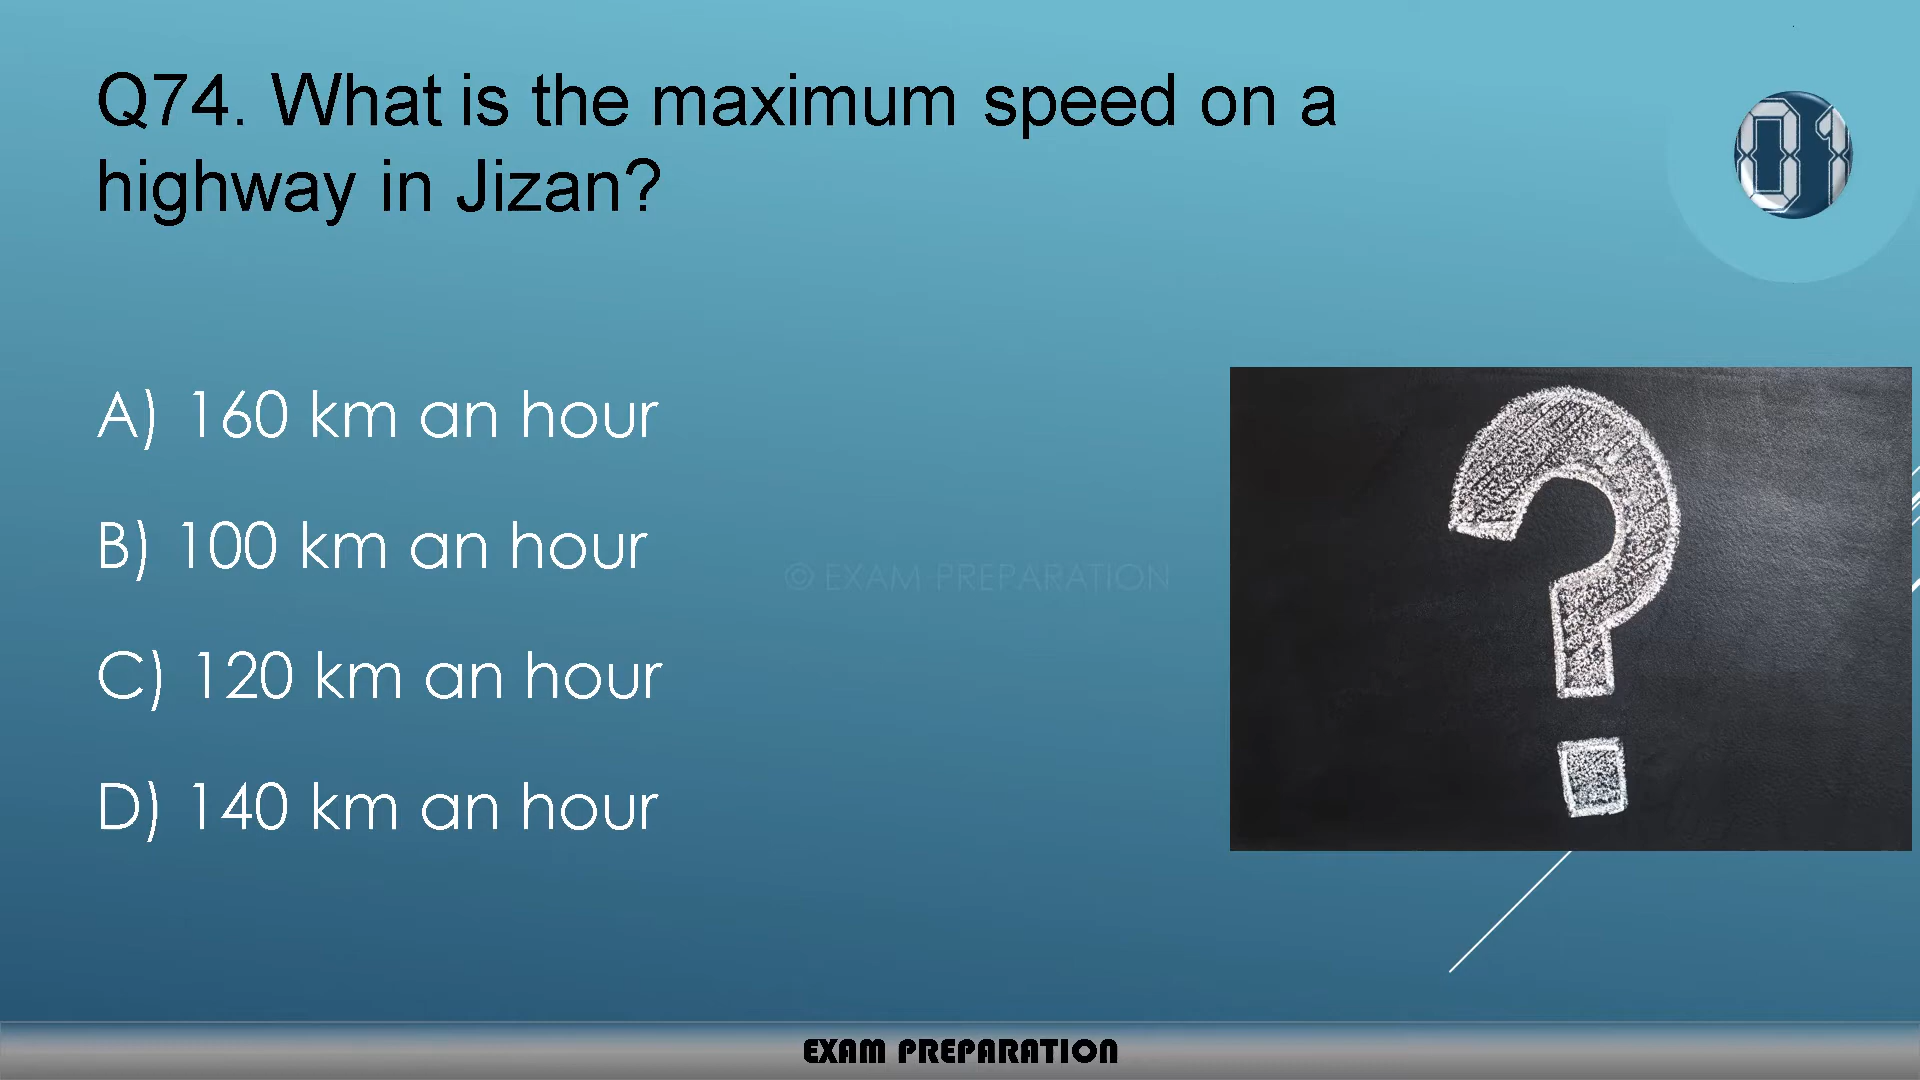 Q74. What is the maximum speed on a
highway in Jizan?
01
A) 160 km an hour
B) 100 km an hour
© EXAM PREPARATION
C) 120 km an hour
D) 140 km an hour
EXAM PREPARATION